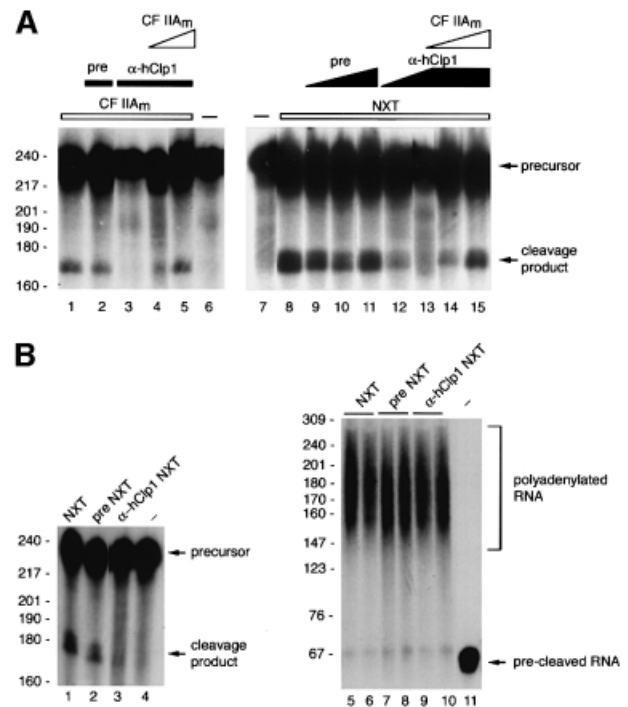 A
CF IIAm
pre α-hClp1
CF IIAm –
240 -
217 -
201 -
190 -
180 -
160 -
1 2 3 4 5 6
CF IIAm
pre α-hClp1
– NXT
precursor
cleavage
product
7 8 9 10 11 12 13 14 15
B
NXT
pre NXT
α–hClp1 NXT
–
240 -
217 -
201 -
190 -
180 -
160 -
precursor
cleavage
product
1 2 3 4
NXT
pre NXT
α-hClp1 NXT
–
309 -
240 -
201 -
180 -
170 -
160 -
147 -
123 -
76 -
67 -
polyadenylated
RNA
pre-cleaved RNA
5 6 7 8 9 10 11